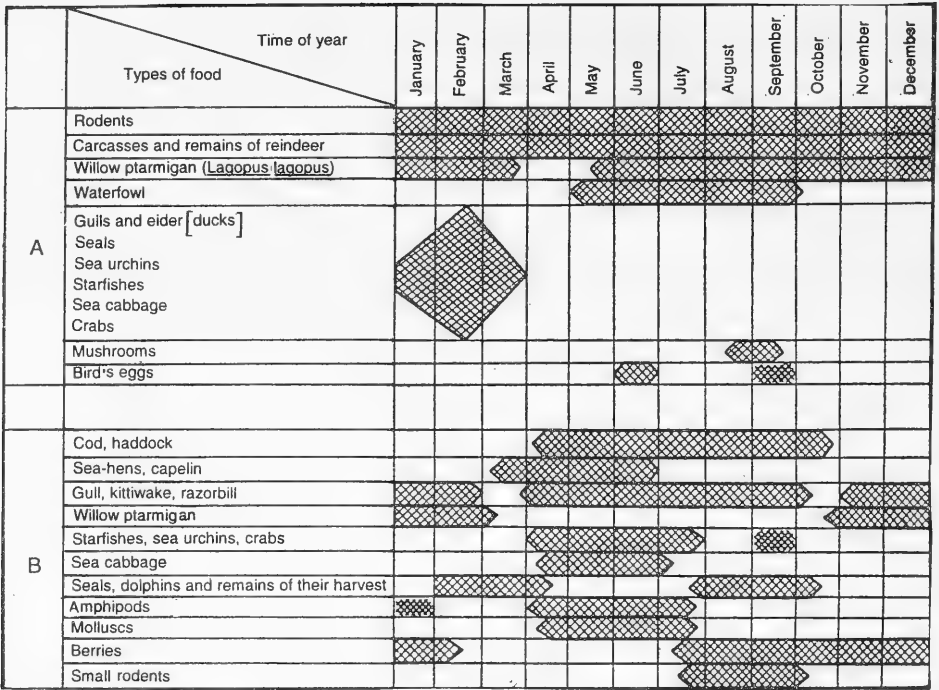 Time of year
Types of food
January
February
March
April
May
June
July
August
September
October
November
December
A
Rodents
Carcasses and remains of reindeer
Willow ptarmigan (Lagopus lagopus)
Waterfowl
Gulls and eider [ducks]
Seals
Sea urchins
Starfishes
Sea cabbage
Crabs
Mushrooms
Bird's eggs
B
Cod, haddock
Sea-hens, capelin
Gull, kittiwake, razorbill
Willow ptarmigan
Starfishes, sea urchins, crabs
Sea cabbage
Seals, dolphins and remains of their harvest
Amphipods
Molluscs
Berries
Small rodents